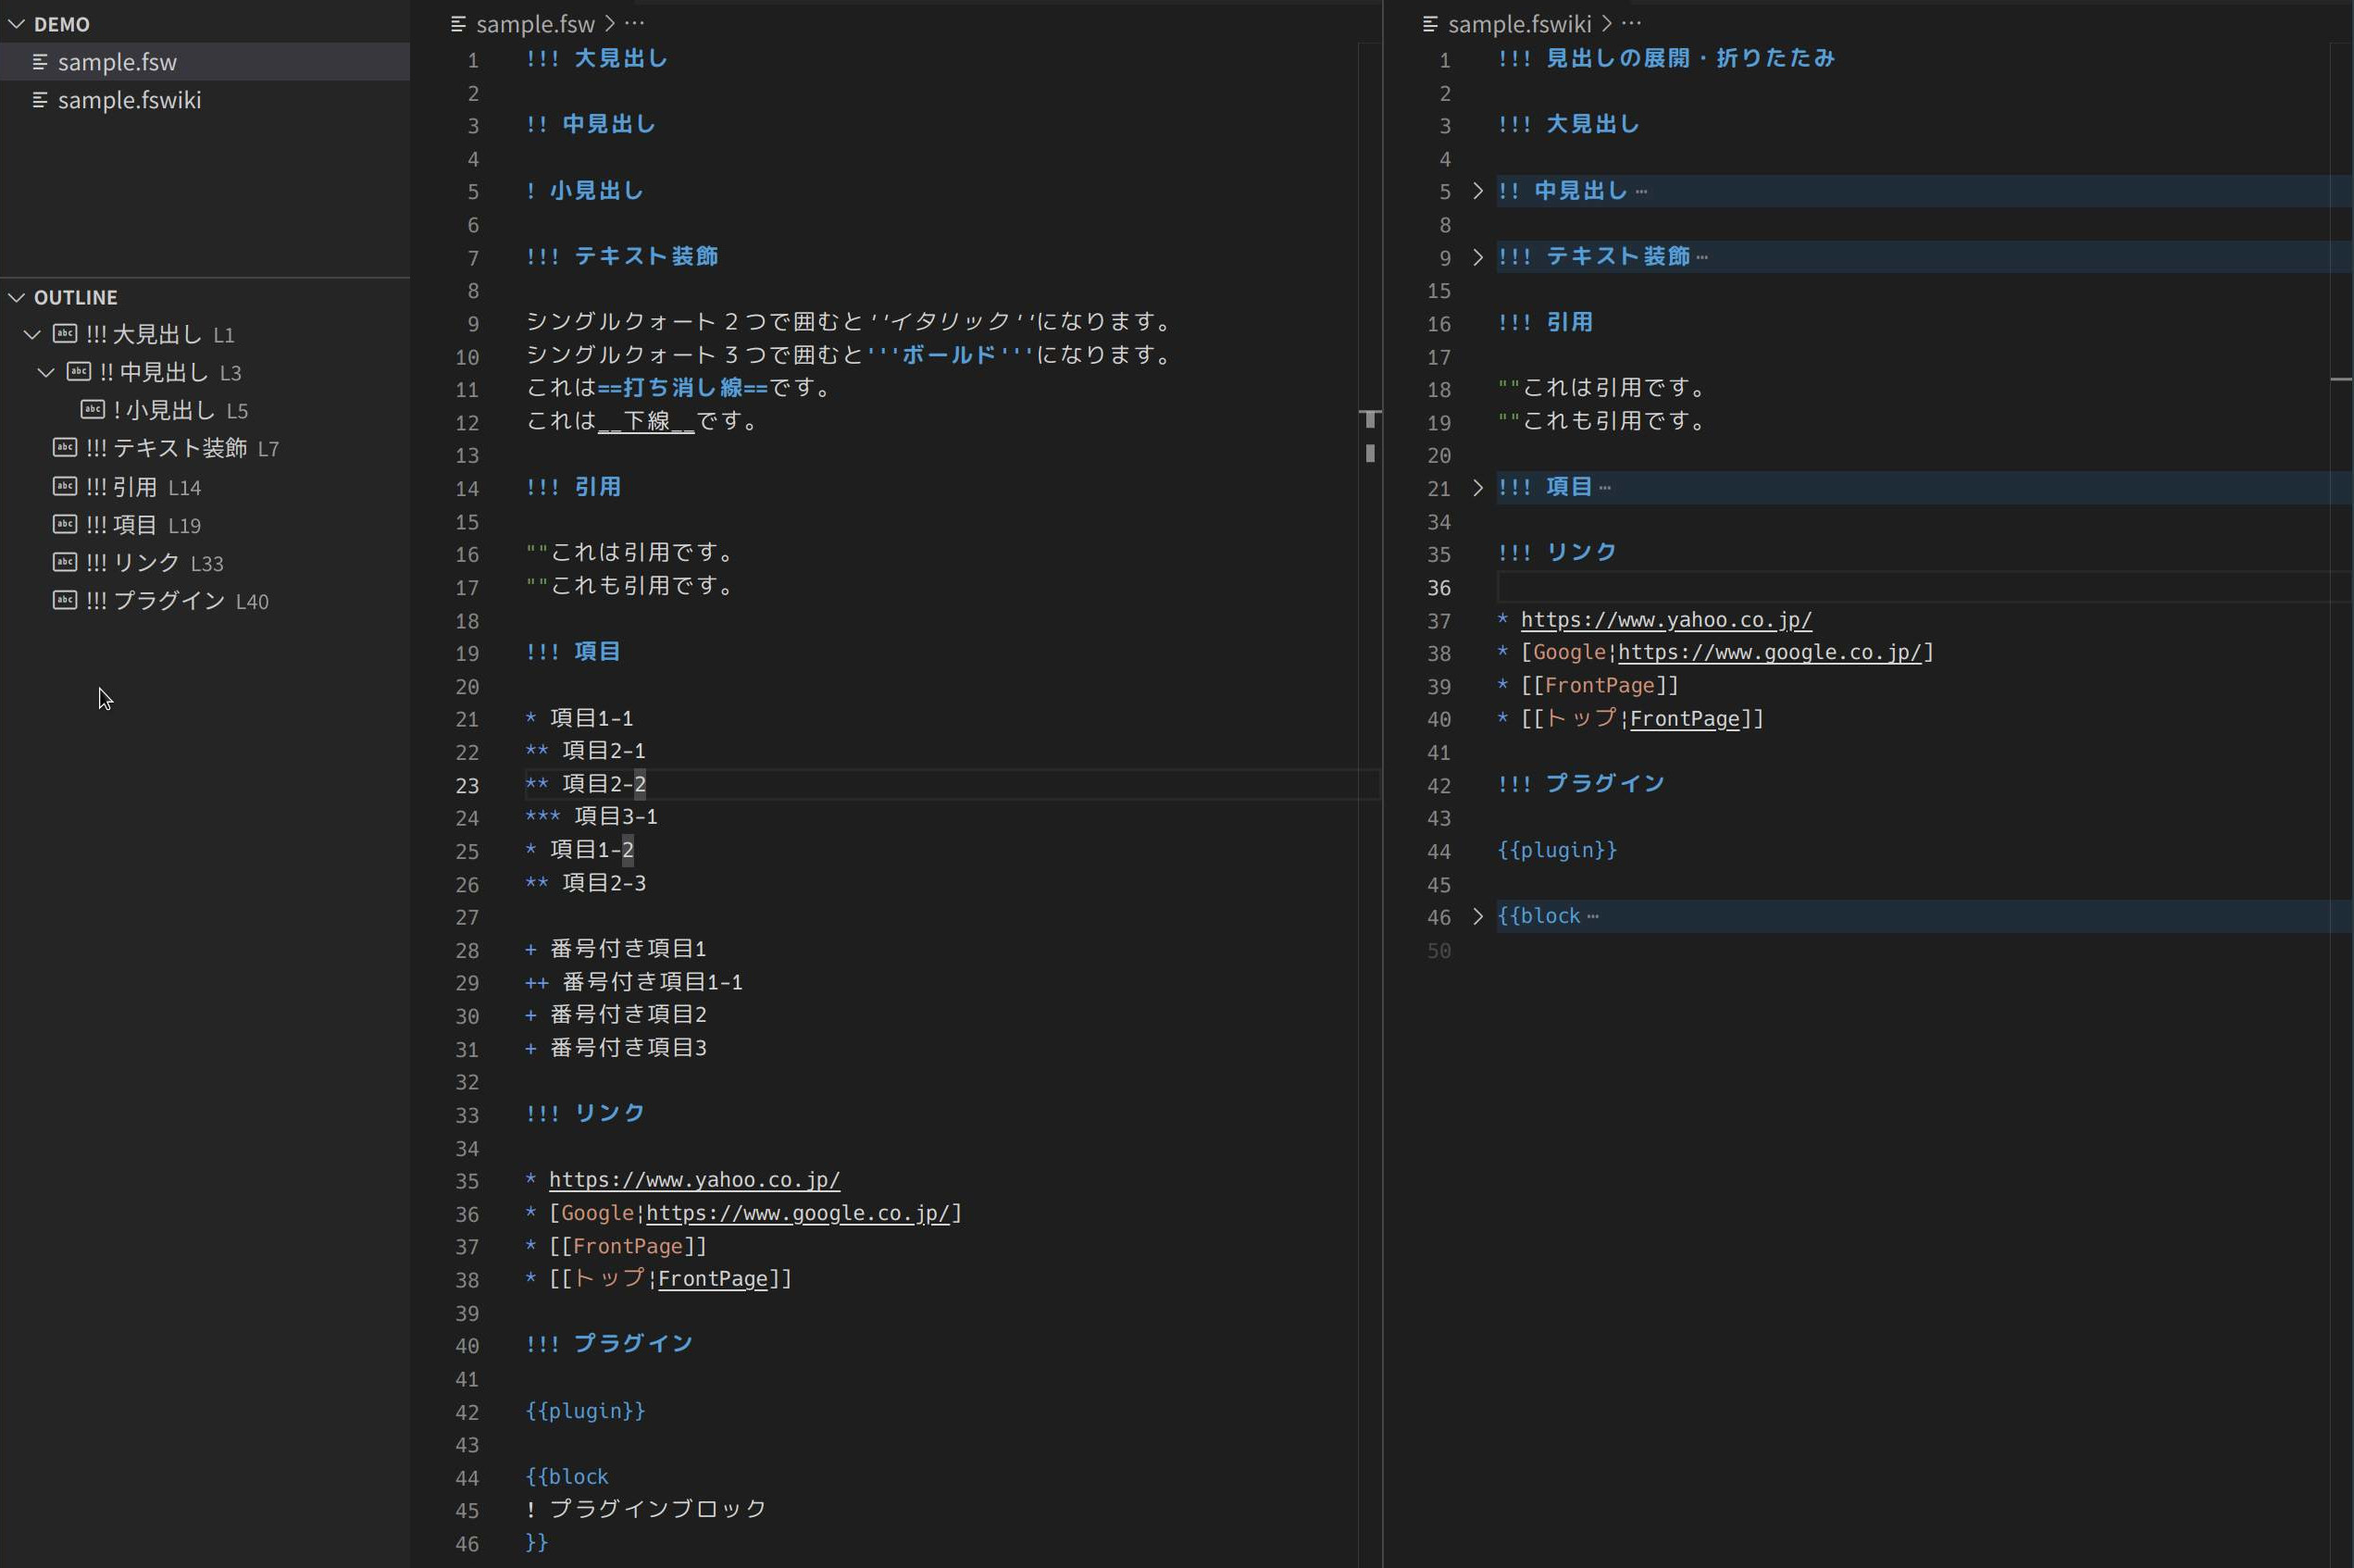 DEMO
sample.fsw
sample.fswiki
OUTLINE
!!! 大見出し L1
!! 中見出し L3
! 小見出し L5
!!! テキスト装飾 L7
!!! 引用 L14
!!! 項目 L19
!!! リンク L33
!!! プラグイン L40
sample.fsw > ...
1 !!! 大見出し
2
3 !! 中見出し
4
5 ! 小見出し
6
7 !!! テキスト装飾
8
9 シングルクォート２つで囲むと''イタリック''になります。
10 シングルクォート３つで囲むと'''ボールド'''になります。
11 これは==打ち消し線==です。
12 これは__下線__です。
13
14 !!! 引用
15
16 ""これは引用です。
17 ""これも引用です。
18
19 !!! 項目
20
21 * 項目1-1
22 ** 項目2-1
23 ** 項目2-2
24 *** 項目3-1
25 * 項目1-2
26 ** 項目2-3
27
28 + 番号付き項目1
29 ++ 番号付き項目1-1
30 + 番号付き項目2
31 + 番号付き項目3
32
33 !!! リンク
34
35 * https://www.yahoo.co.jp/
36 * [Google|https://www.google.co.jp/]
37 * [[FrontPage]]
38 * [[トップ|FrontPage]]
39
40 !!! プラグイン
41
42 {{plugin}}
43
44 {{block
45 ! プラグインブロック
46 }}
sample.fswiki > ...
1 !!! 見出しの展開・折りたたみ
2
3 !!! 大見出し
4
5 !! 中見出し ...
8
9 !!! テキスト装飾 ...
15
16 !!! 引用
17
18 ""これは引用です。
19 ""これも引用です。
20
21 !!! 項目 ...
34
35 !!! リンク
36
37 * https://www.yahoo.co.jp/
38 * [Google|https://www.google.co.jp/]
39 * [[FrontPage]]
40 * [[トップ|FrontPage]]
41
42 !!! プラグイン
43
44 {{plugin}}
45
46 {{block ...
50